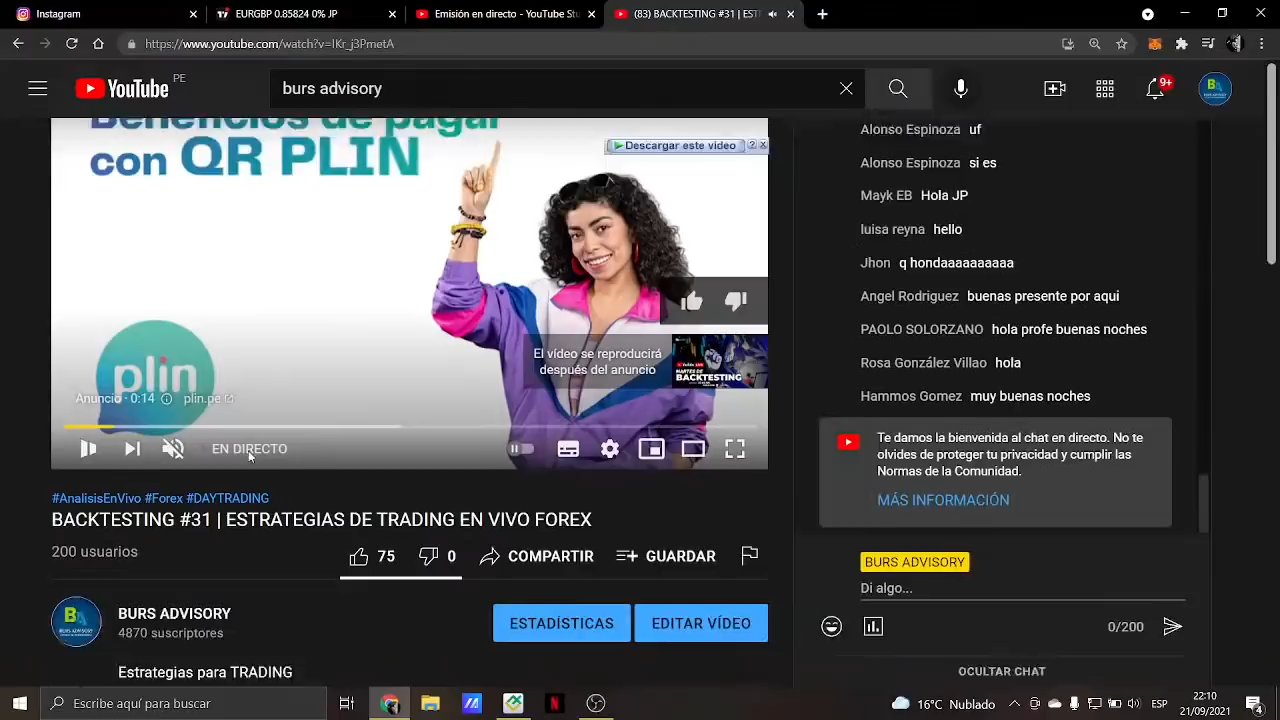 Instagram
EURGBP 0.85824 0% JP
Emisión en directo - YouTube Stu
(83) BACKTESTING #31 | EST
https://www.youtube.com/watch?v=IKr_j3PmetA
YouTube PE
burs advisory
9+
Beneficios de pagar
con QR PLIN
Descargar este video
?
plin
El vídeo se reproducirá
después del anuncio
YouTube LIVE
MARTES DE
BACKTESTING
Anuncio · 0:14
plin.pe
EN DIRECTO
#AnalisisEnVivo #Forex #DAYTRADING
BACKTESTING #31 | ESTRATEGIAS DE TRADING EN VIVO FOREX
200 usuarios
75
0
COMPARTIR
GUARDAR
BURS ADVISORY
4870 suscriptores
ESTADÍSTICAS
EDITAR VÍDEO
Estrategias para TRADING
Alonso Espinoza uf
Alonso Espinoza si es
Mayk EB Hola JP
luisa reyna hello
Jhon q hondaaaaaaaaaa
Angel Rodriguez buenas presente por aqui
PAOLO SOLORZANO hola profe buenas noches
Rosa González Villao hola
Hammos Gomez muy buenas noches
Te damos la bienvenida al chat en directo. No te
olvides de proteger tu privacidad y cumplir las
Normas de la Comunidad.
MÁS INFORMACIÓN
BURS ADVISORY
Di algo...
0/200
OCULTAR CHAT
Escribe aquí para buscar
16°C Nublado
ESP
22:10
21/09/2021